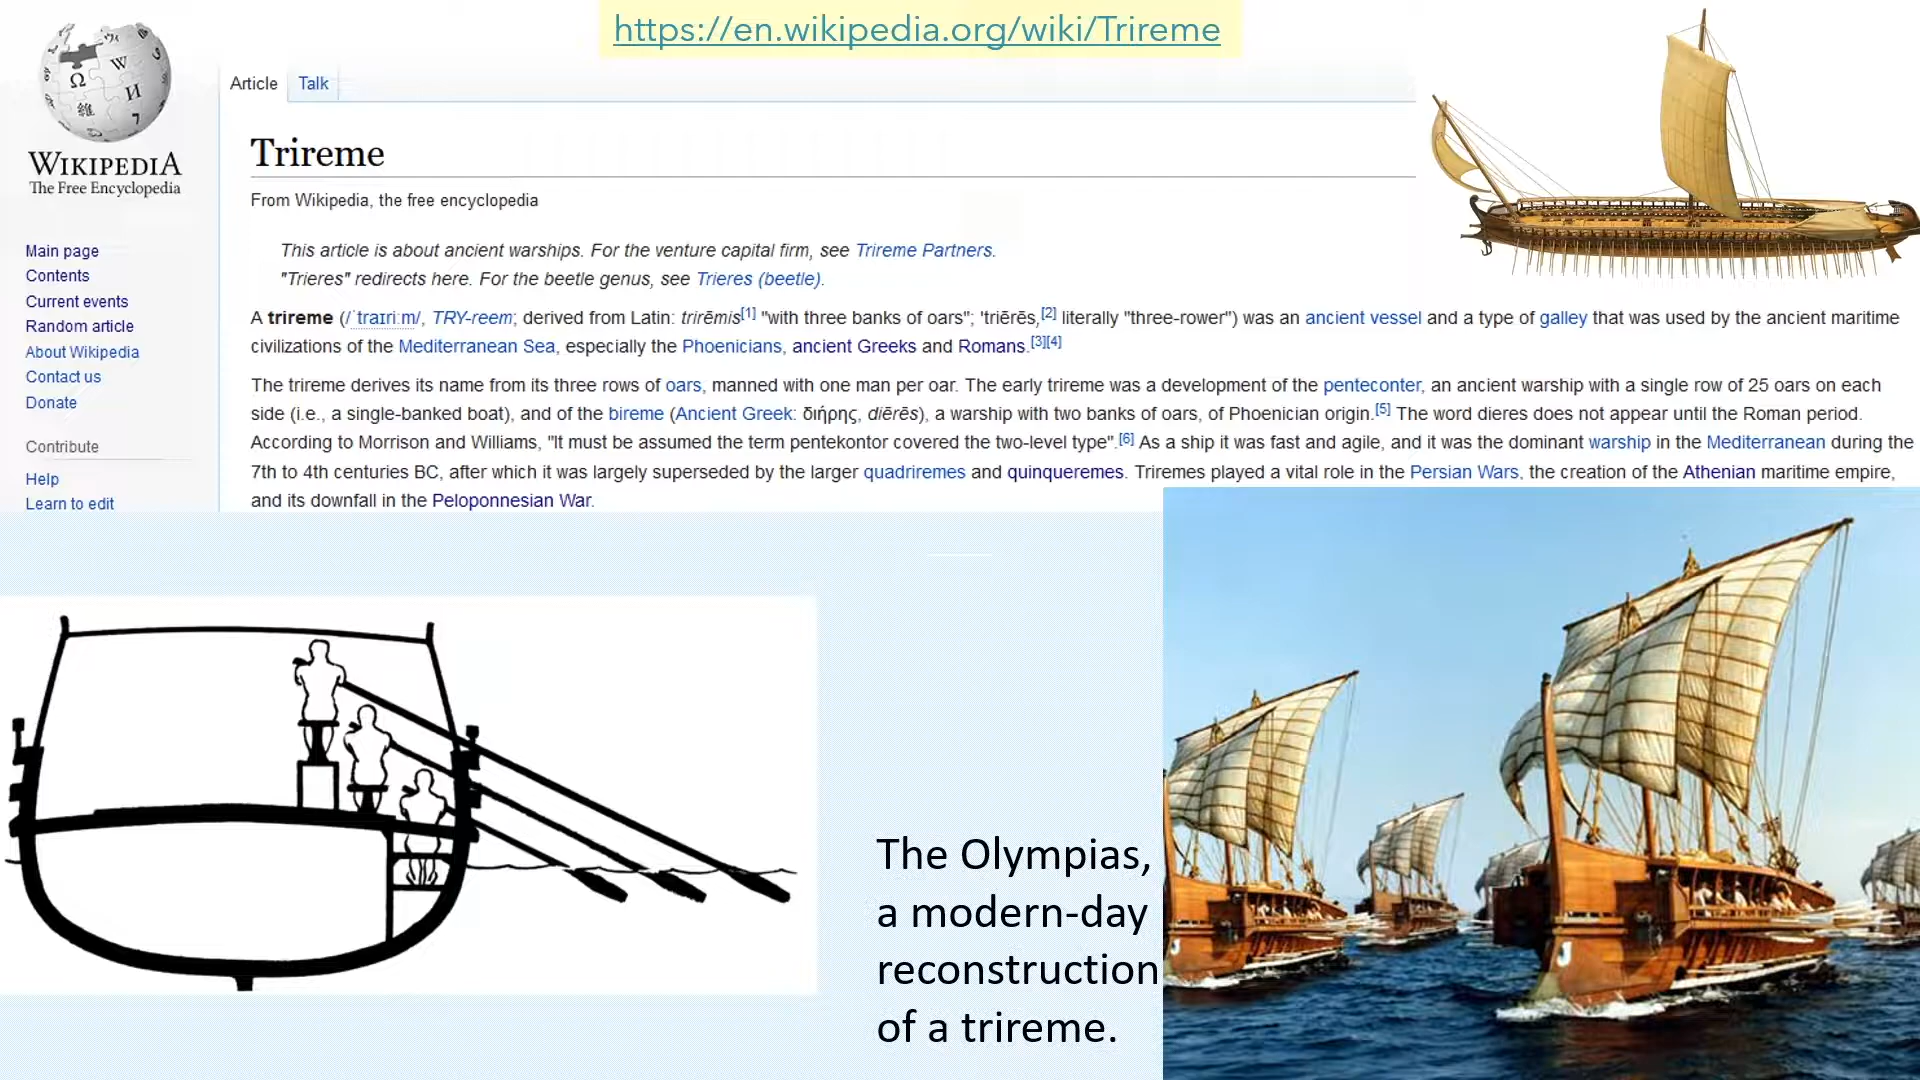 https://en.wikipedia.org/wiki/Trireme
WIKIPEDIA
The Free Encyclopedia
Main page
Contents
Current events
Random article
About Wikipedia
Contact us
Donate
Contribute
Help
Learn to edit
Article Talk
Trireme
From Wikipedia, the free encyclopedia
This article is about ancient warships. For the venture capital firm, see Trireme Partners.
"Trieres" redirects here. For the beetle genus, see Trieres (beetle).
A trireme (/ˈtraɪriːm/, TRY-reem; derived from Latin: trirēmis[1] "with three banks of oars"; 'triērēs,[2] literally "three-rower") was an ancient vessel and a type of galley that was used by the ancient maritime
civilizations of the Mediterranean Sea, especially the Phoenicians, ancient Greeks and Romans.[3][4]
The trireme derives its name from its three rows of oars, manned with one man per oar. The early trireme was a development of the penteconter, an ancient warship with a single row of 25 oars on each
side (i.e., a single-banked boat), and of the bireme (Ancient Greek: διήρης, diērēs), a warship with two banks of oars, of Phoenician origin.[5] The word dieres does not appear until the Roman period.
According to Morrison and Williams, "It must be assumed the term pentekontor covered the two-level type".[6] As a ship it was fast and agile, and it was the dominant warship in the Mediterranean during the
7th to 4th centuries BC, after which it was largely superseded by the larger quadriremes and quinqueremes. Triremes played a vital role in the Persian Wars, the creation of the Athenian maritime empire,
and its downfall in the Peloponnesian War.
The Olympias,
a modern-day
reconstruction
of a trireme.